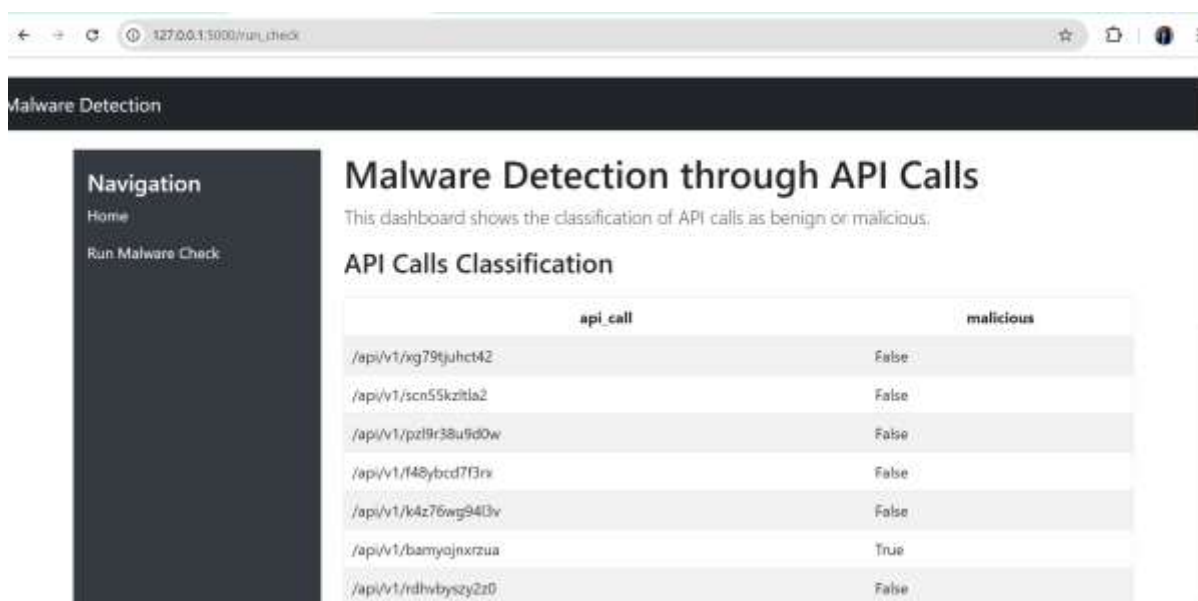 127.0.0.1:5000/run_check
Malware Detection
Navigation
Home
Run Malware Check
Malware Detection through API Calls
This dashboard shows the classification of API calls as benign or malicious.
API Calls Classification
api_call malicious
/api/v1/xg79tjuhct42 False
/api/v1/scn55kzltla2 False
/api/v1/pzl9r38u9d0w False
/api/v1/f48ybcd7f3rx False
/api/v1/k4z76wg94l3v False
/api/v1/bamyojnxrzua True
/api/v1/rdhvbyszy2z0 False